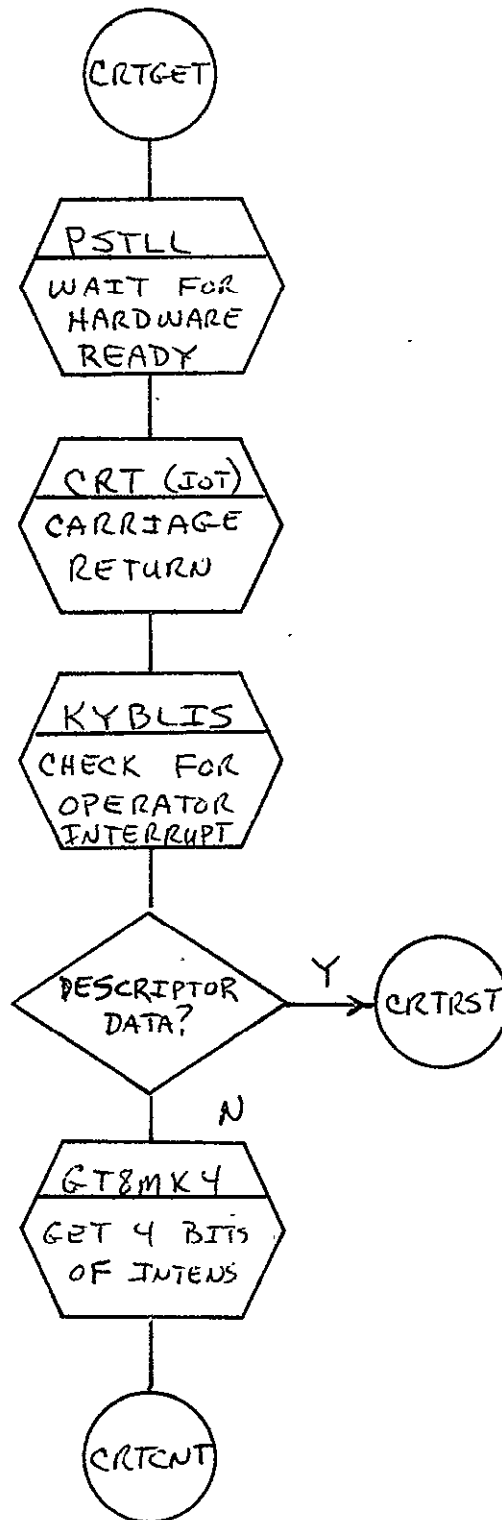 CRTGET
PSTLL
WAIT FOR
HARDWARE
READY
CRT (IOT)
CARRIAGE
RETURN
KYBLIS
CHECK FOR
OPERATOR
INTERRUPT
DESCRIPTOR
DATA?
Y
CRTRST
N
GT8MK4
GET 4 BITS
OF INTENS
CRTCNT